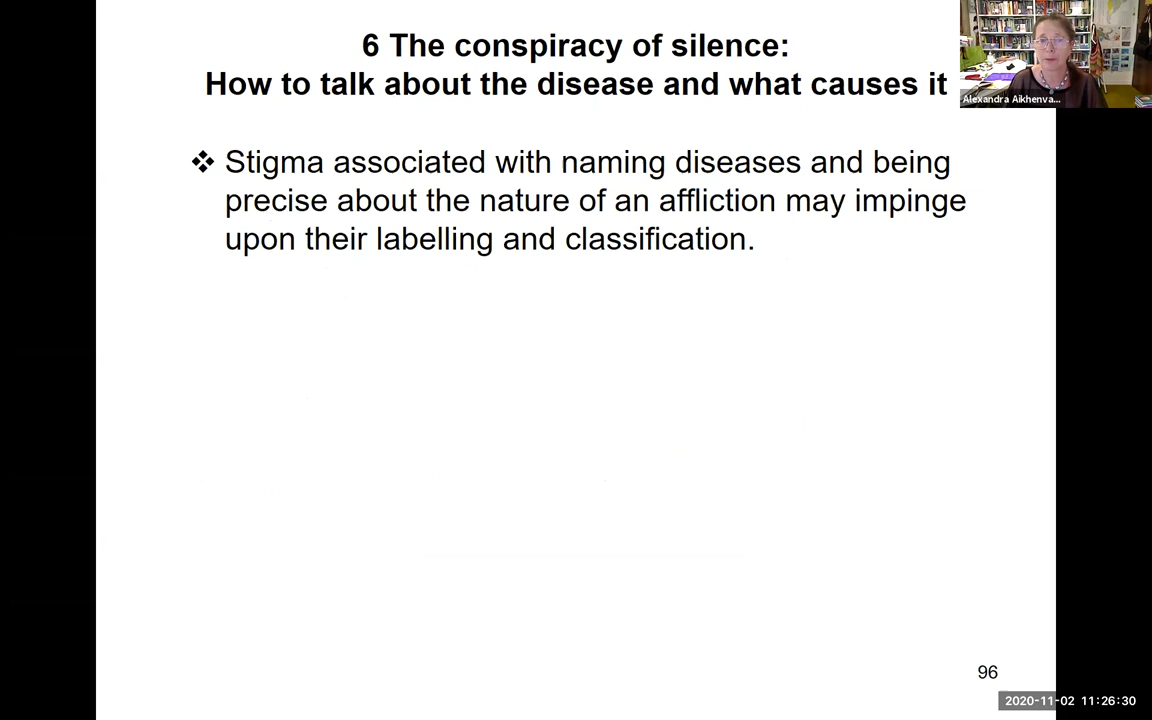 6 The conspiracy of silence:
How to talk about the disease and what causes it
Alexandra Aikhenva...
❖ Stigma associated with naming diseases and being
precise about the nature of an affliction may impinge
upon their labelling and classification.
96
2020-11-02 11:26:30